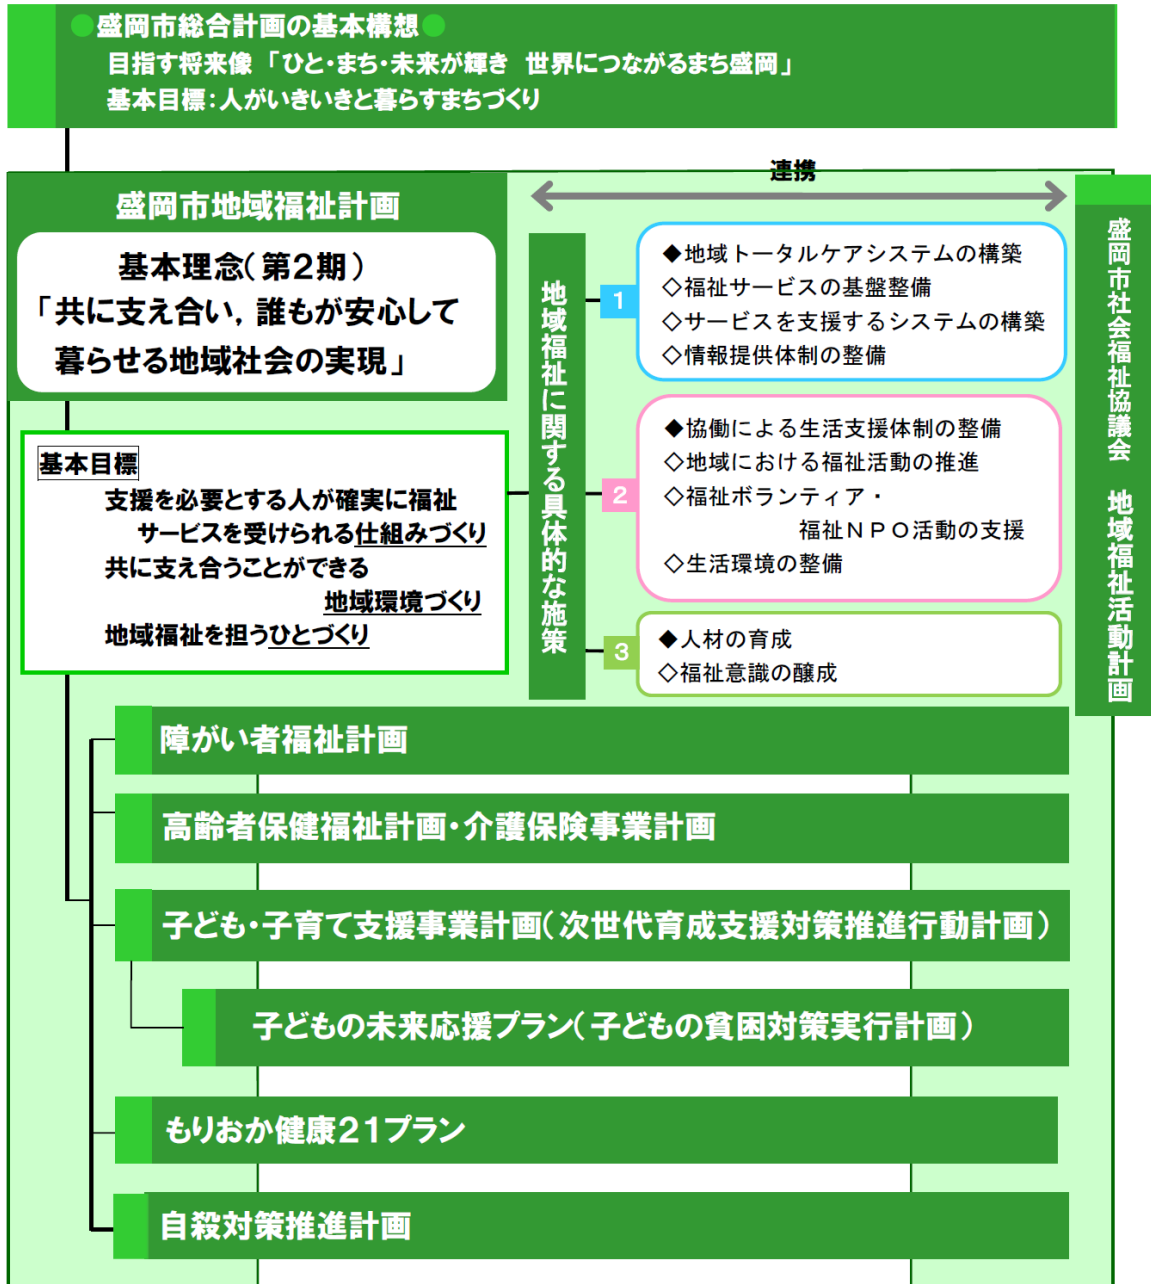 ●盛岡市総合計画の基本構想●
目指す将来像「ひと・まち・未来が輝き 世界につながるまち盛岡」
基本目標：人がいきいきと暮らすまちづくり
連携
盛岡市地域福祉計画
基本理念（第２期）
「共に支え合い，誰もが安心して
暮らせる地域社会の実現」
基本目標
支援を必要とする人が確実に福祉
サービスを受けられる仕組みづくり
共に支え合うことができる
地域環境づくり
地域福祉を担うひとづくり
地域福祉に関する具体的な施策
1
◆地域トータルケアシステムの構築
◇福祉サービスの基盤整備
◇サービスを支援するシステムの構築
◇情報提供体制の整備
2
◆協働による生活支援体制の整備
◇地域における福祉活動の推進
◇福祉ボランティア・
福祉ＮＰＯ活動の支援
◇生活環境の整備
3
◆人材の育成
◇福祉意識の醸成
盛岡市社会福祉協議会 地域福祉活動計画
障がい者福祉計画
高齢者保健福祉計画・介護保険事業計画
子ども・子育て支援事業計画（次世代育成支援対策推進行動計画）
子どもの未来応援プラン（子どもの貧困対策実行計画）
もりおか健康２１プラン
自殺対策推進計画